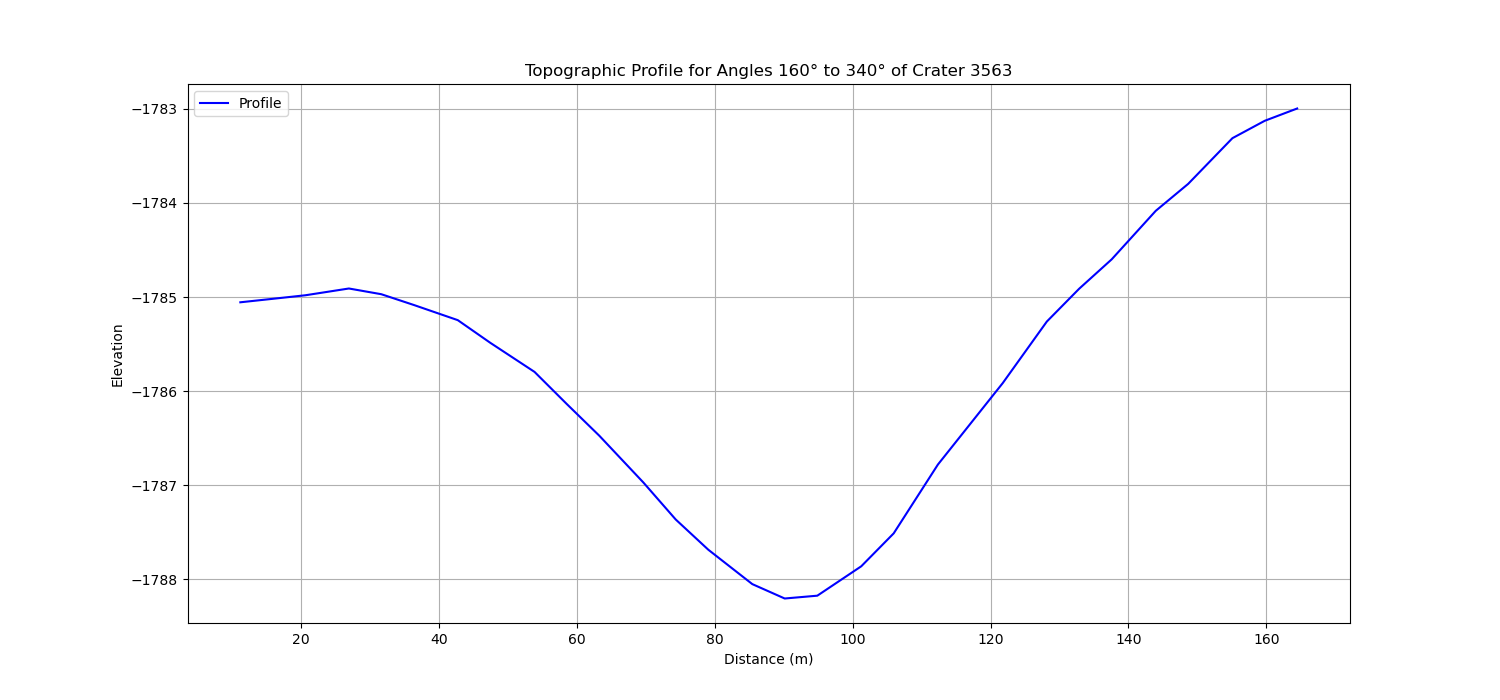 Topographic Profile for Angles 160° to 340° of Crater 3563
Profile
−1783
−1784
−1785
−1786
−1787
−1788
Elevation
20 40 60 80 100 120 140 160
Distance (m)